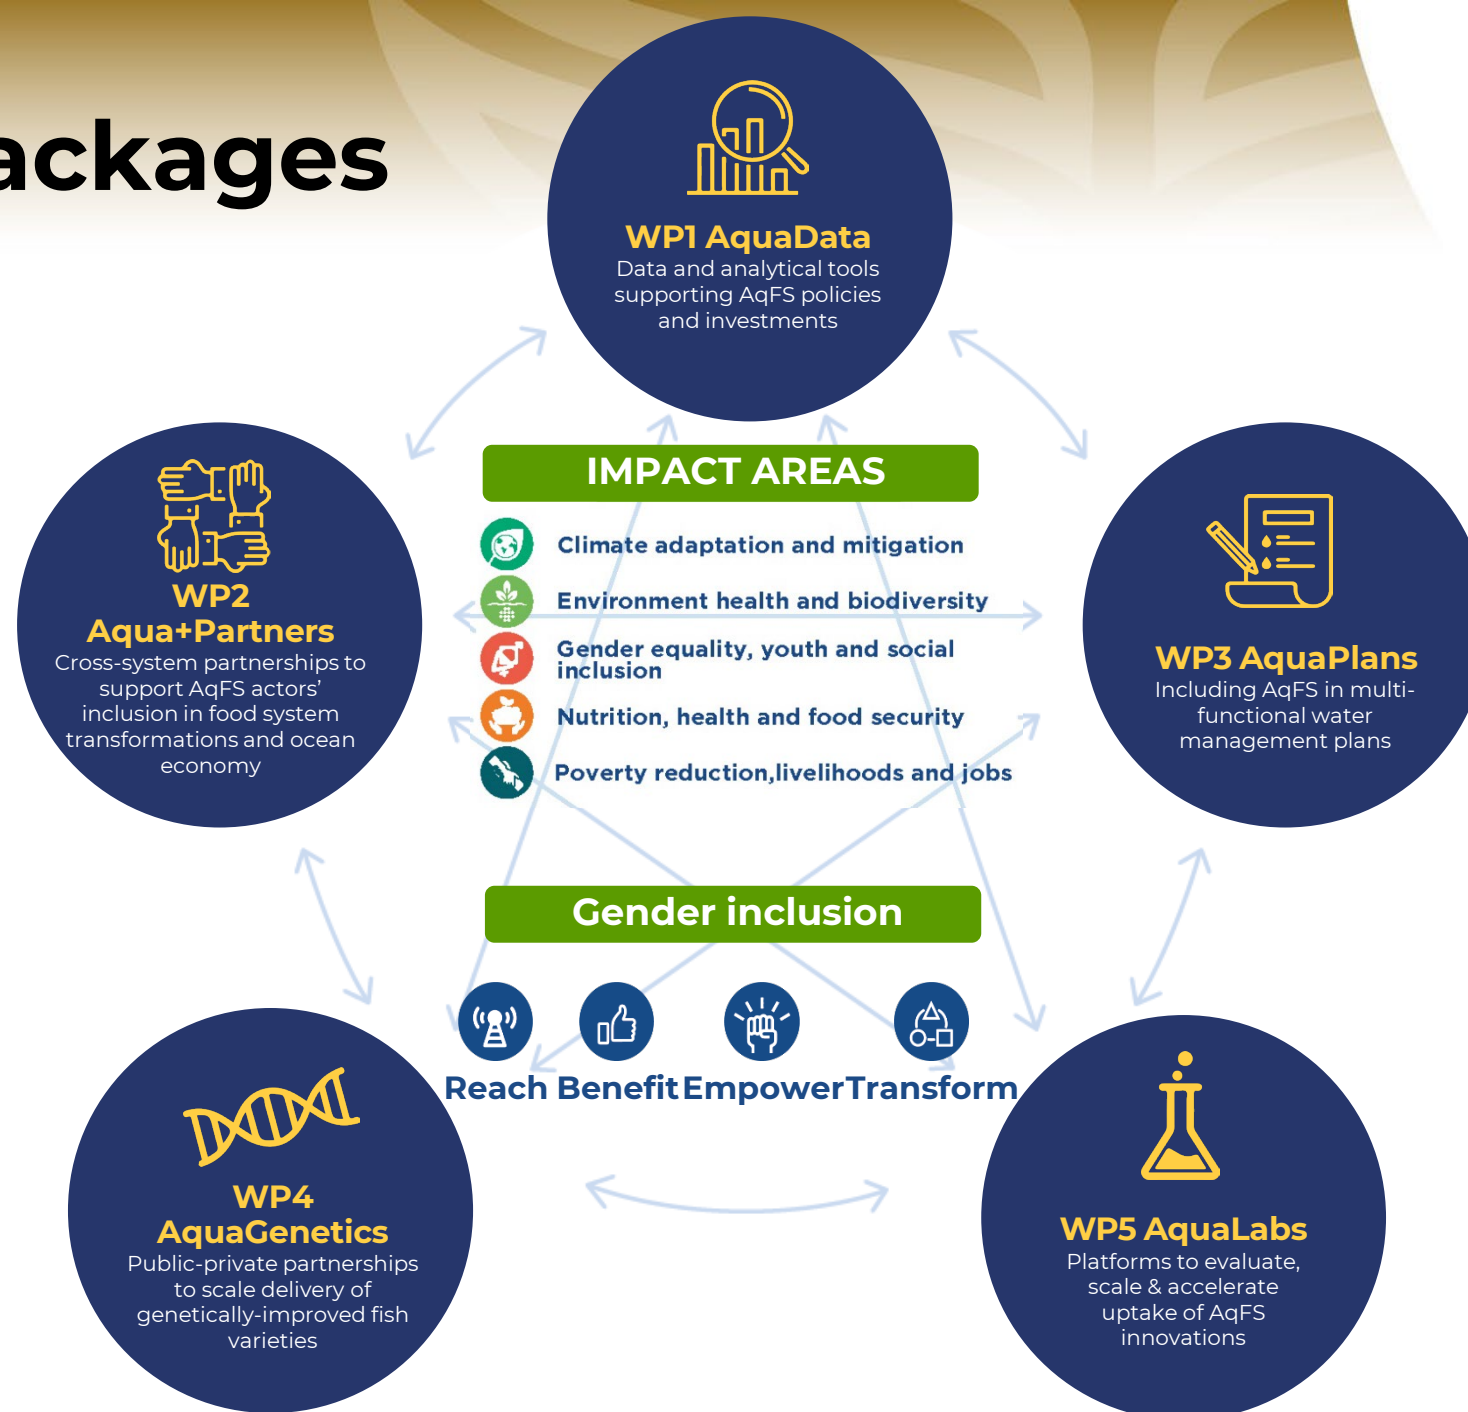 ackages
WP1 AquaData
Data and analytical tools
supporting AqFS policies
and investments
IMPACT AREAS
Climate adaptation and mitigation
Environment health and biodiversity
Gender equality, youth and social
inclusion
Nutrition, health and food security
Poverty reduction,livelihoods and jobs
WP2
Aqua+Partners
Cross-system partnerships to
support AqFS actors’
inclusion in food system
transformations and ocean
economy
WP3 AquaPlans
Including AqFS in multi-
functional water
management plans
Gender inclusion
Reach Benefit Empower Transform
WP4
AquaGenetics
Public-private partnerships
to scale delivery of
genetically-improved fish
varieties
WP5 AquaLabs
Platforms to evaluate,
scale & accelerate
uptake of AqFS
innovations